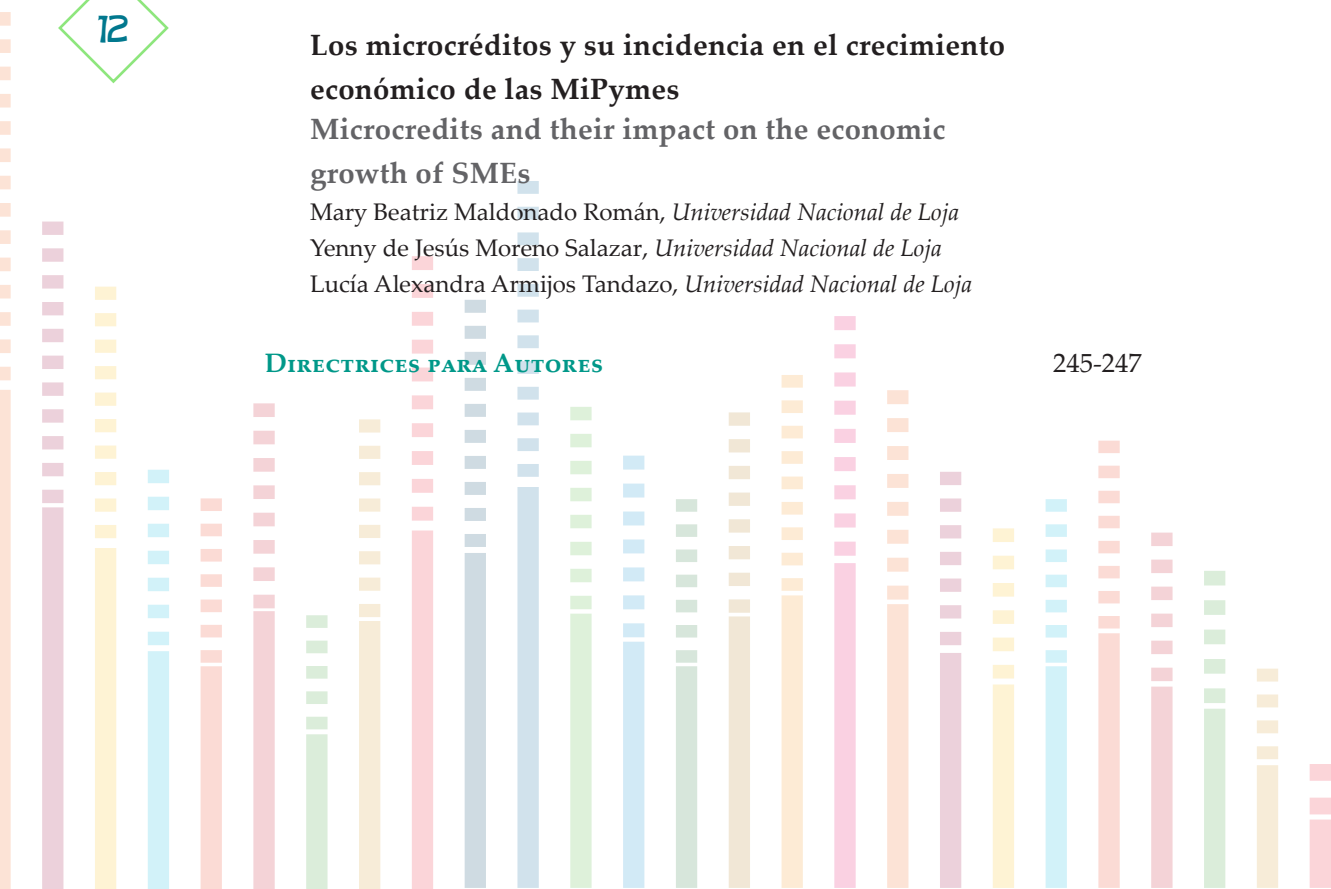 12
Los microcréditos y su incidencia en el crecimiento
económico de las MiPymes
Microcredits and their impact on the economic
growth of SMEs
Mary Beatriz Maldonado Román, Universidad Nacional de Loja
Yenny de Jesús Moreno Salazar, Universidad Nacional de Loja
Lucía Alexandra Armijos Tandazo, Universidad Nacional de Loja
Directrices para Autores 245-247